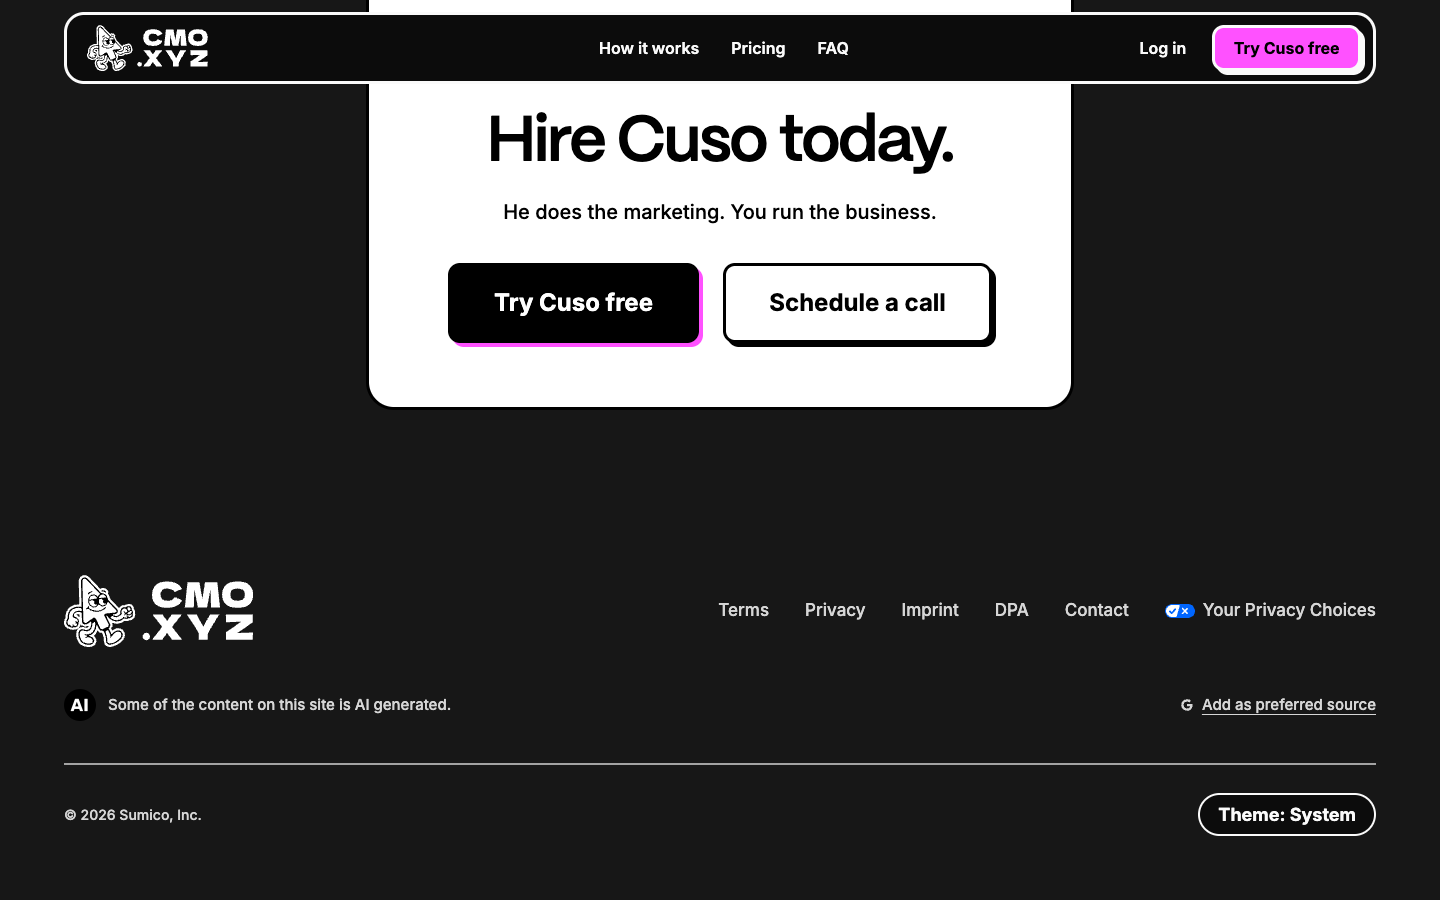 CMO
.XYZ
How it works
Pricing
FAQ
Log in
Try Cuso free
Hire Cuso today.
He does the marketing. You run the business.
Try Cuso free
Schedule a call
CMO
.XYZ
Terms
Privacy
Imprint
DPA
Contact
Your Privacy Choices
AI
Some of the content on this site is AI generated.
G
Add as preferred source
© 2026 Sumico, Inc.
Theme: System